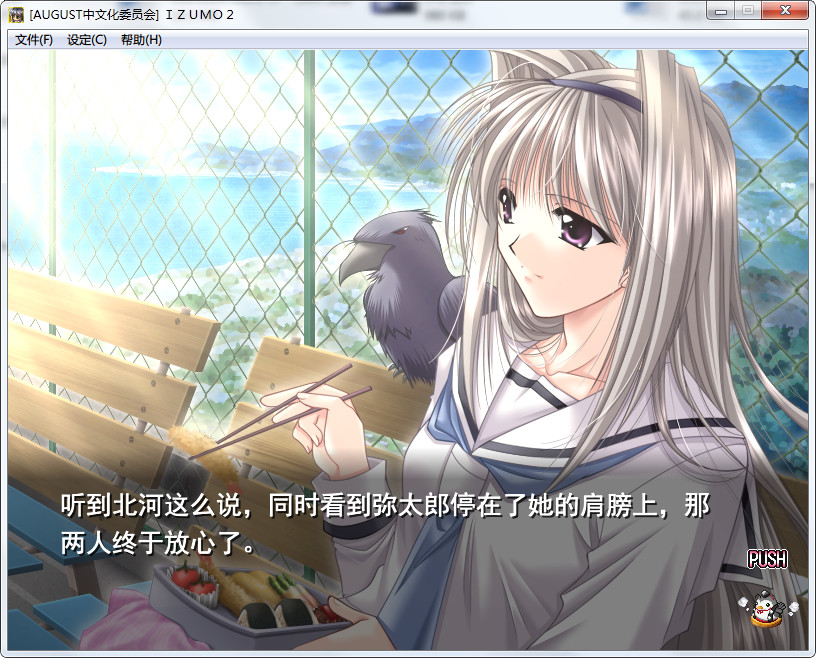 [AUGUST中文化委员会] ＩＺＵＭＯ２
文件(F) 设定(C) 帮助(H)
听到北河这么说，同时看到弥太郎停在了她的肩膀上，那
两人终于放心了。
PUSH